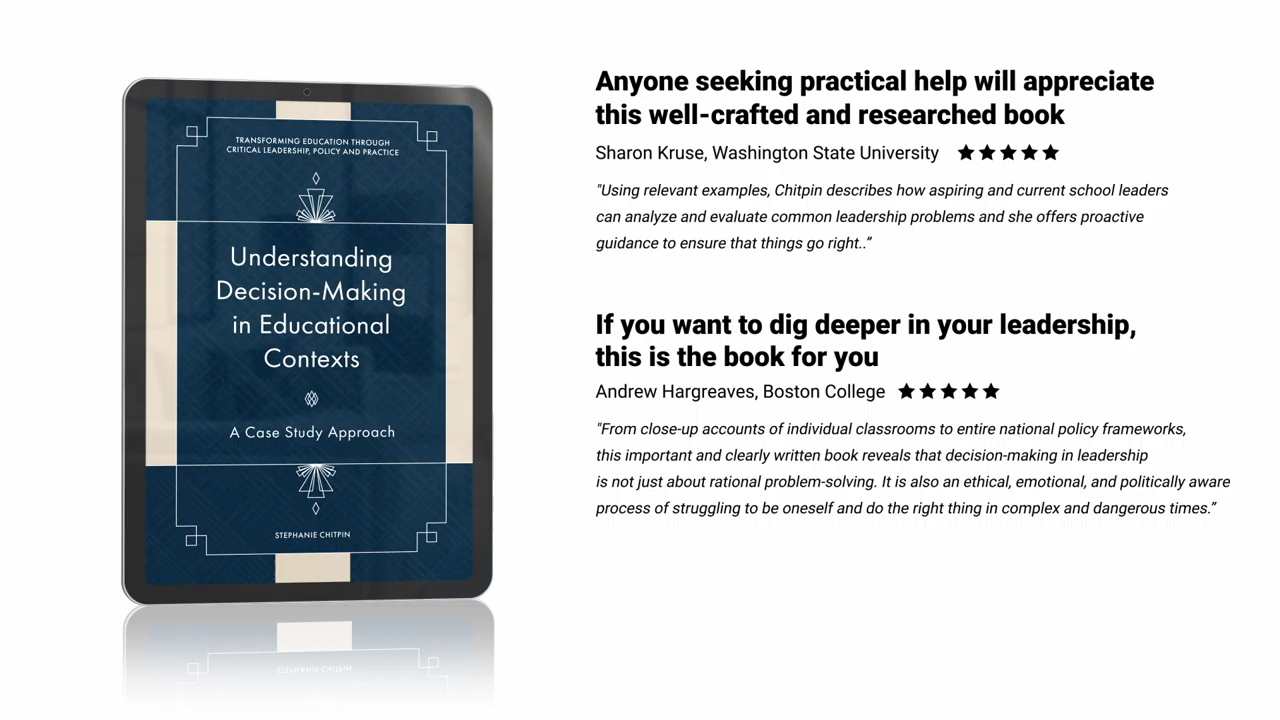 TRANSFORMING EDUCATION THROUGH
CRITICAL LEADERSHIP, POLICY AND PRACTICE
Understanding
Decision-Making
in Educational
Contexts
A Case Study Approach
STEPHANIE CHITPIN
Anyone seeking practical help will appreciate
this well-crafted and researched book
Sharon Kruse, Washington State University ★★★★★
"Using relevant examples, Chitpin describes how aspiring and current school leaders
can analyze and evaluate common leadership problems and she offers proactive
guidance to ensure that things go right..”
If you want to dig deeper in your leadership,
this is the book for you
Andrew Hargreaves, Boston College ★★★★★
"From close-up accounts of individual classrooms to entire national policy frameworks,
this important and clearly written book reveals that decision-making in leadership
is not just about rational problem-solving. It is also an ethical, emotional, and politically aware
process of struggling to be oneself and do the right thing in complex and dangerous times.”